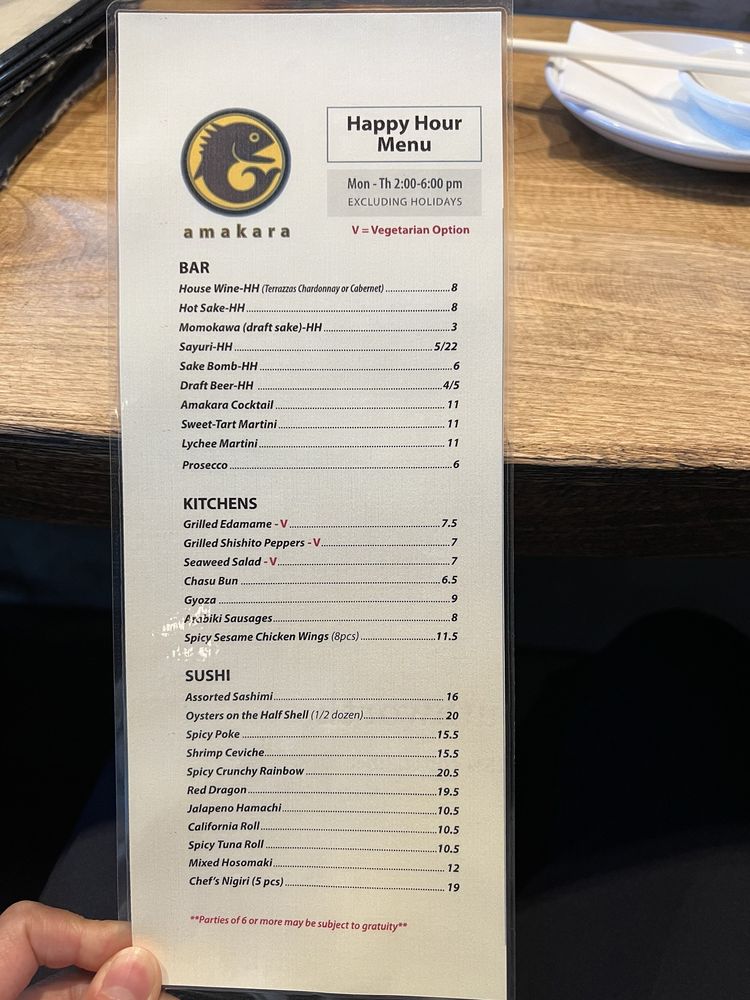 amakara
Happy Hour
Menu
Mon - Th 2:00-6:00 pm
EXCLUDING HOLIDAYS
V = Vegetarian Option
BAR
House Wine-HH (Terrazzas Chardonnay or Cabernet) 8
Hot Sake-HH 8
Momokawa (draft sake)-HH 3
Sayuri-HH 5/22
Sake Bomb-HH 6
Draft Beer-HH 4/5
Amakara Cocktail 11
Sweet-Tart Martini 11
Lychee Martini 11
Prosecco 6
KITCHENS
Grilled Edamame - V 7.5
Grilled Shishito Peppers - V 7
Seaweed Salad - V 7
Chasu Bun 6.5
Gyoza 9
Arabiki Sausages 8
Spicy Sesame Chicken Wings (8pcs) 11.5
SUSHI
Assorted Sashimi 16
Oysters on the Half Shell (1/2 dozen) 20
Spicy Poke 15.5
Shrimp Ceviche 15.5
Spicy Crunchy Rainbow 20.5
Red Dragon 19.5
Jalapeno Hamachi 10.5
California Roll 10.5
Spicy Tuna Roll 10.5
Mixed Hosomaki 12
Chef's Nigiri (5 pcs) 19
**Parties of 6 or more may be subject to gratuity**